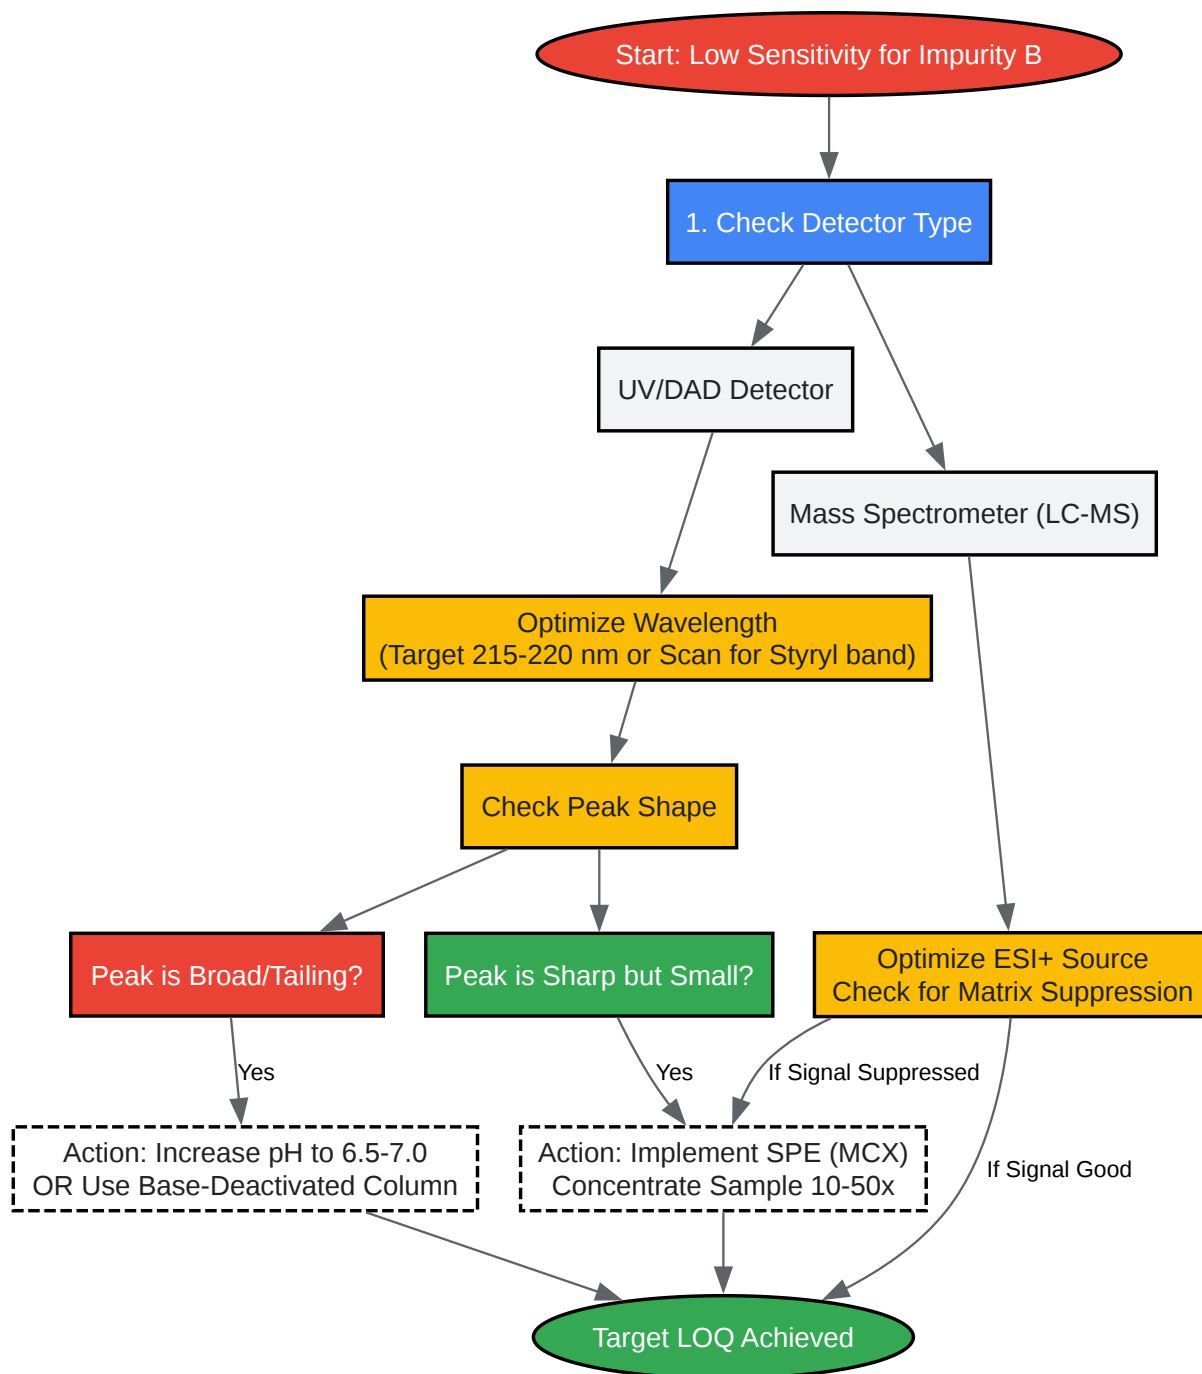 Start: Low Sensitivity for Impurity B
1. Check Detector Type
UV/DAD Detector
Mass Spectrometer (LC-MS)
Optimize Wavelength
(Target 215-220 nm or Scan for Styryl band)
Check Peak Shape
Peak is Broad/Tailing?
Peak is Sharp but Small?
Optimize ESI+ Source
Check for Matrix Suppression
Yes
Yes
If Signal Suppressed
Action: Increase pH to 6.5-7.0
OR Use Base-Deactivated Column
Action: Implement SPE (MCX)
Concentrate Sample 10-50x
If Signal Good
Target LOQ Achieved